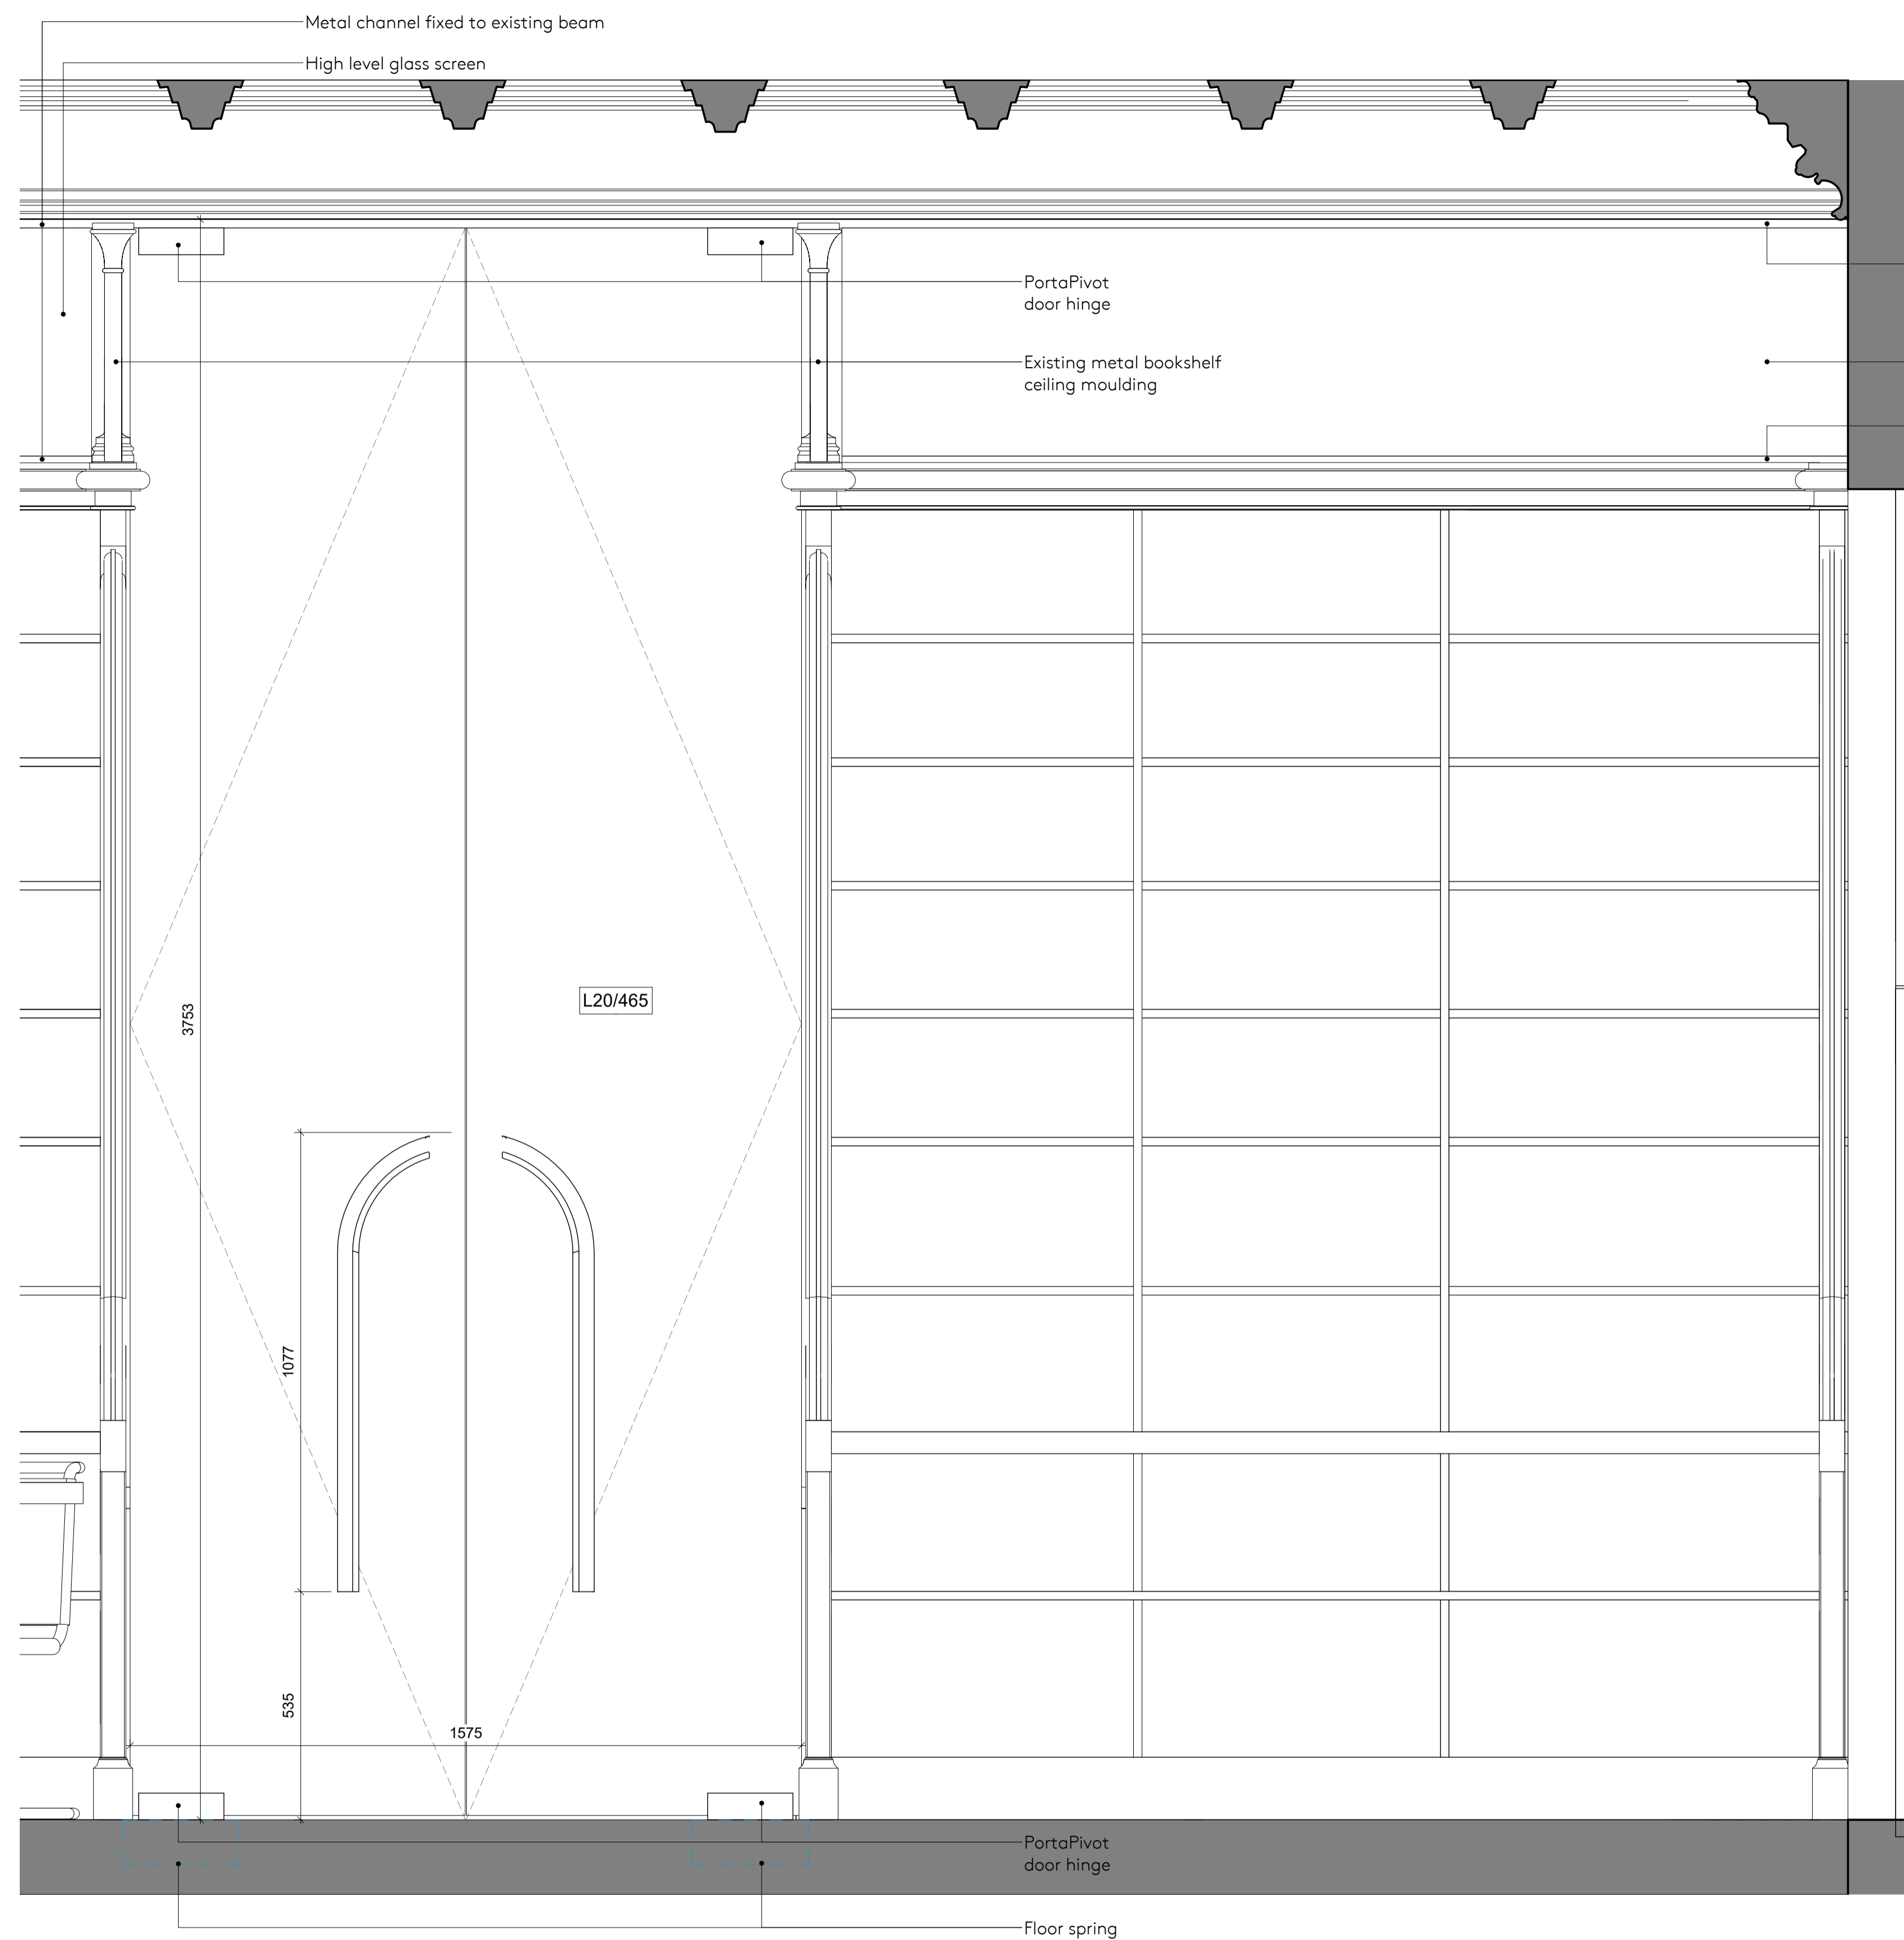 Metal channel fixed to existing beam
High level glass screen
PortaPivot
door hinge
Existing metal bookshelf
ceiling moulding
L20/465
3753
1077
535
1575
PortaPivot
door hinge
Floor spring